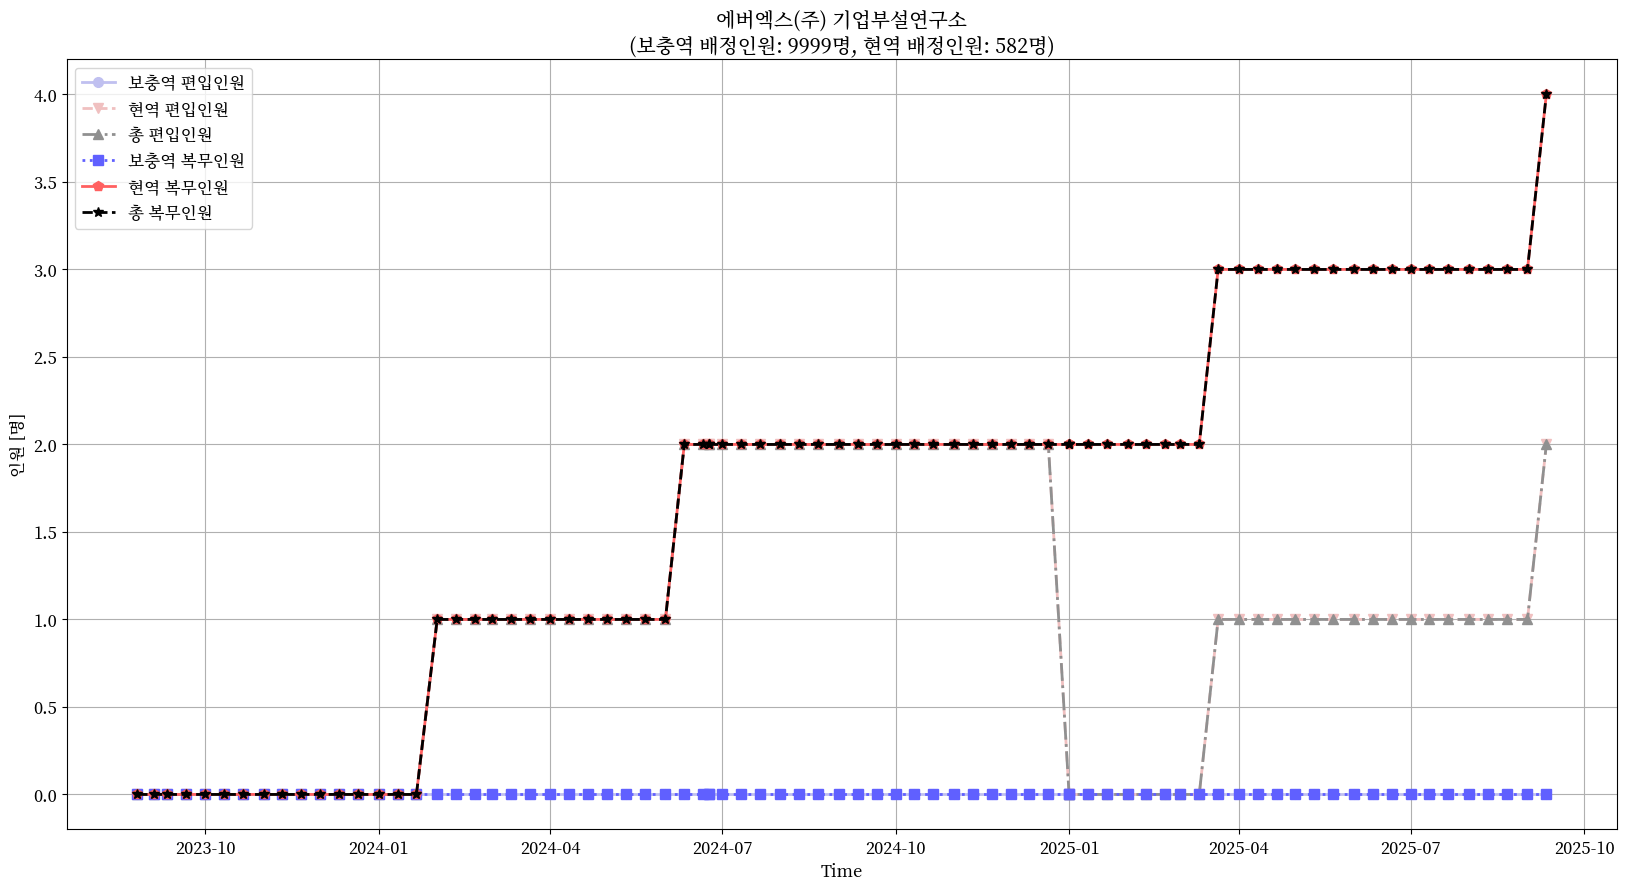 에버엑스(주) 기업부설연구소
(보충역 배정인원: 9999명, 현역 배정인원: 582명)
보충역 편입인원
현역 편입인원
총 편입인원
보충역 복무인원
현역 복무인원
총 복무인원
4.0
3.5
3.0
2.5
2.0
1.5
1.0
0.5
0.0
인원 [명]
2023-10
2024-01
2024-04
2024-07
2024-10
2025-01
2025-04
2025-07
2025-10
Time